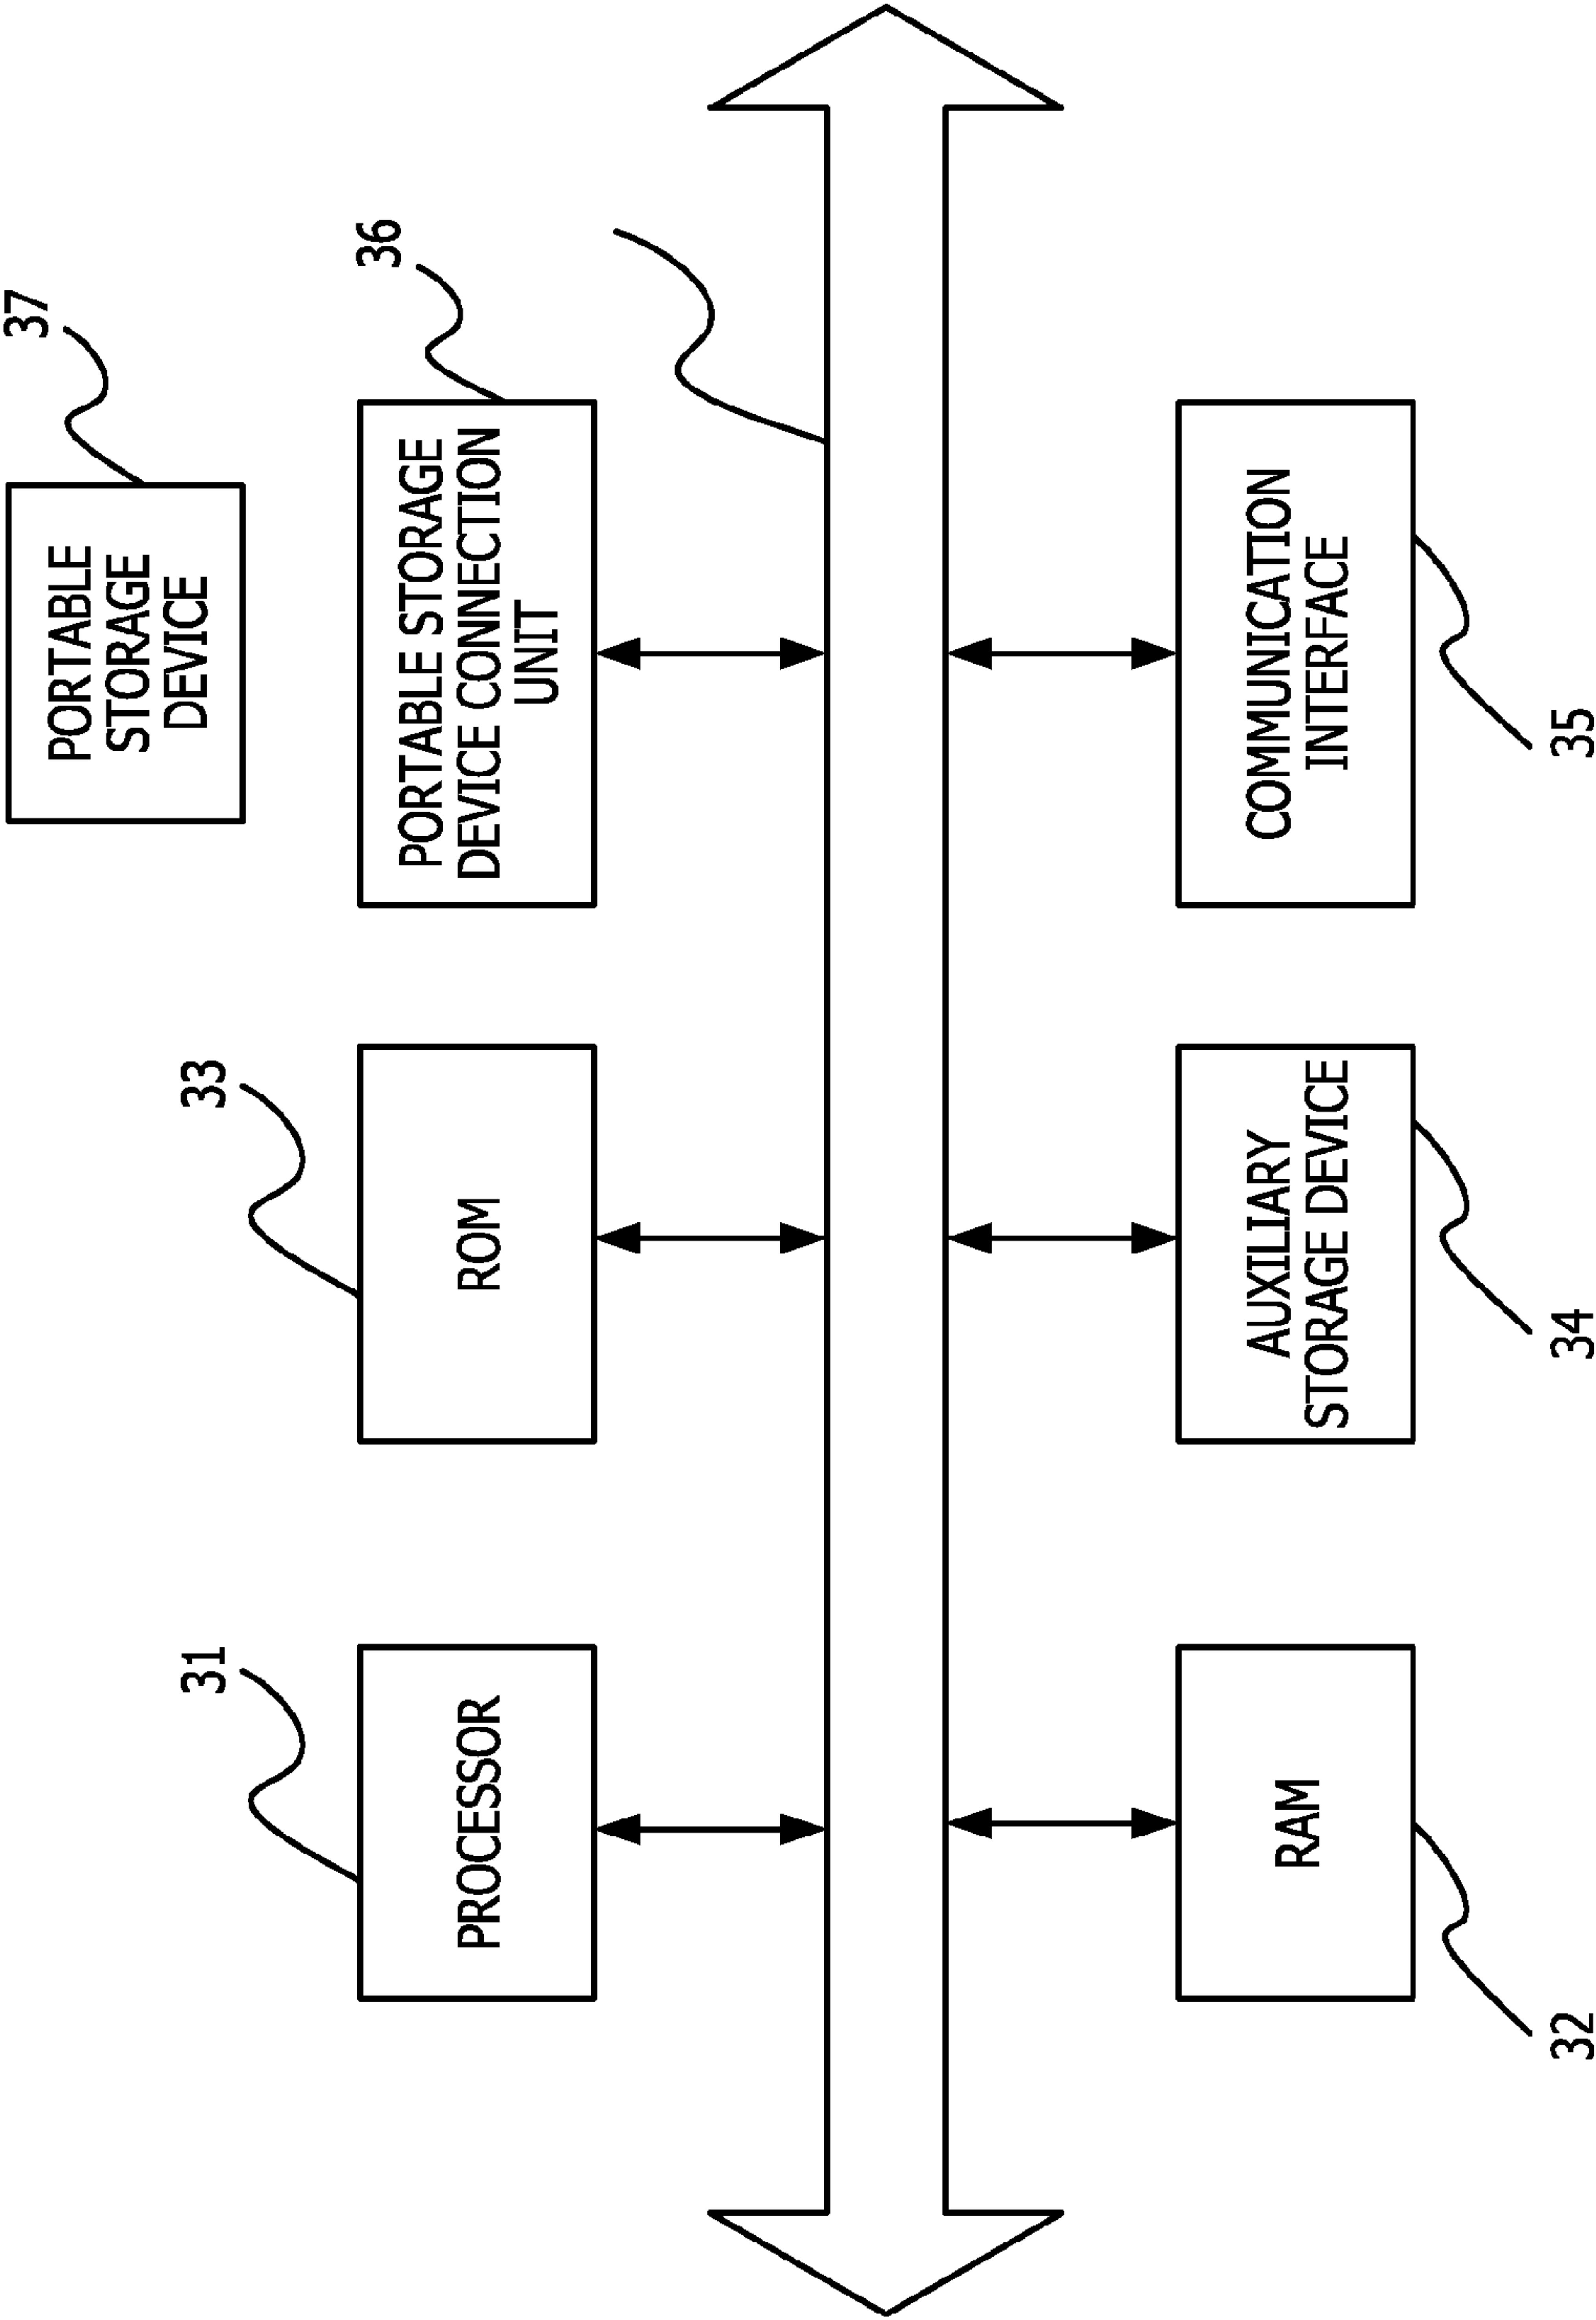 37
PORTABLE
STORAGE
DEVICE
31
33
36
PROCESSOR
ROM
PORTABLE STORAGE
DEVICE CONNECTION
UNIT
RAM
AUXILIARY
STORAGE DEVICE
COMMUNICATION
INTERFACE
32
34
35